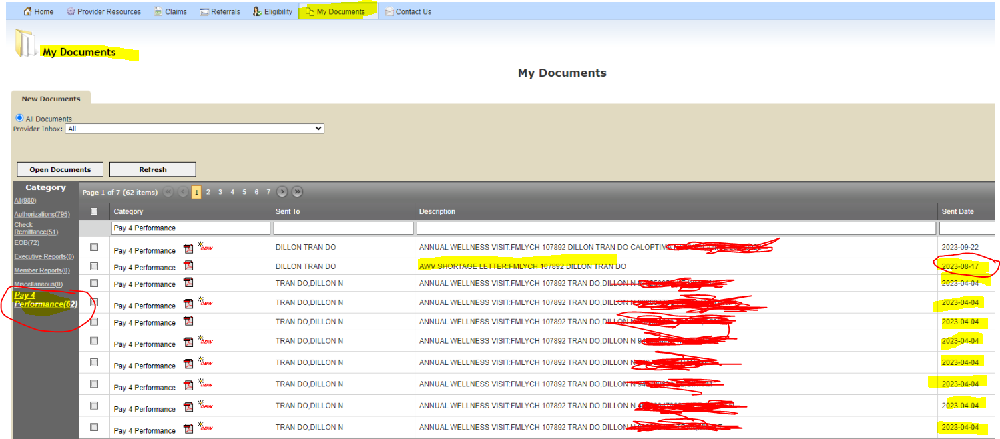 Home Provider Resources Claims Referrals Eligibility My Documents Contact Us
My Documents
My Documents
New Documents
All Documents
Provider Inbox: All
Open Documents Refresh
Category
All(980)
Authorizations(795)
Check
Remittance(51)
EOB(72)
Executive Reports(0)
Member Reports(0)
Miscellaneous(0)
Pay 4
Performance(62)
Page 1 of 7 (62 items) 1 2 3 4 5 6 7
Category Sent To Description Sent Date
Pay 4 Performance
Pay 4 Performance new DILLON TRAN DO ANNUAL WELLNESS VISIT:FMLYCH 107892 DILLON TRAN DO CALOPTIMA 2023-09-22
Pay 4 Performance DILLON TRAN DO AWV SHORTAGE LETTER:FMLYCH 107892 DILLON TRAN DO 2023-08-17
Pay 4 Performance TRAN DO,DILLON N ANNUAL WELLNESS VISIT:FMLYCH 107892 TRAN DO,DILLON N 2023-04-04
Pay 4 Performance new TRAN DO,DILLON N ANNUAL WELLNESS VISIT:FMLYCH 107892 TRAN DO,DILLON N 2023-04-04
Pay 4 Performance TRAN DO,DILLON N ANNUAL WELLNESS VISIT:FMLYCH 107892 TRAN DO,DILLON N 2023-04-04
Pay 4 Performance new TRAN DO,DILLON N ANNUAL WELLNESS VISIT:FMLYCH 107892 TRAN DO,DILLON N 2023-04-04
Pay 4 Performance new TRAN DO,DILLON N ANNUAL WELLNESS VISIT:FMLYCH 107892 TRAN DO,DILLON N 2023-04-04
Pay 4 Performance new TRAN DO,DILLON N ANNUAL WELLNESS VISIT:FMLYCH 107892 TRAN DO,DILLON N 2023-04-04
Pay 4 Performance new TRAN DO,DILLON N ANNUAL WELLNESS VISIT:FMLYCH 107892 TRAN DO,DILLON N 2023-04-04
Pay 4 Performance new TRAN DO,DILLON N ANNUAL WELLNESS VISIT:FMLYCH 107892 TRAN DO,DILLON N 2023-04-04